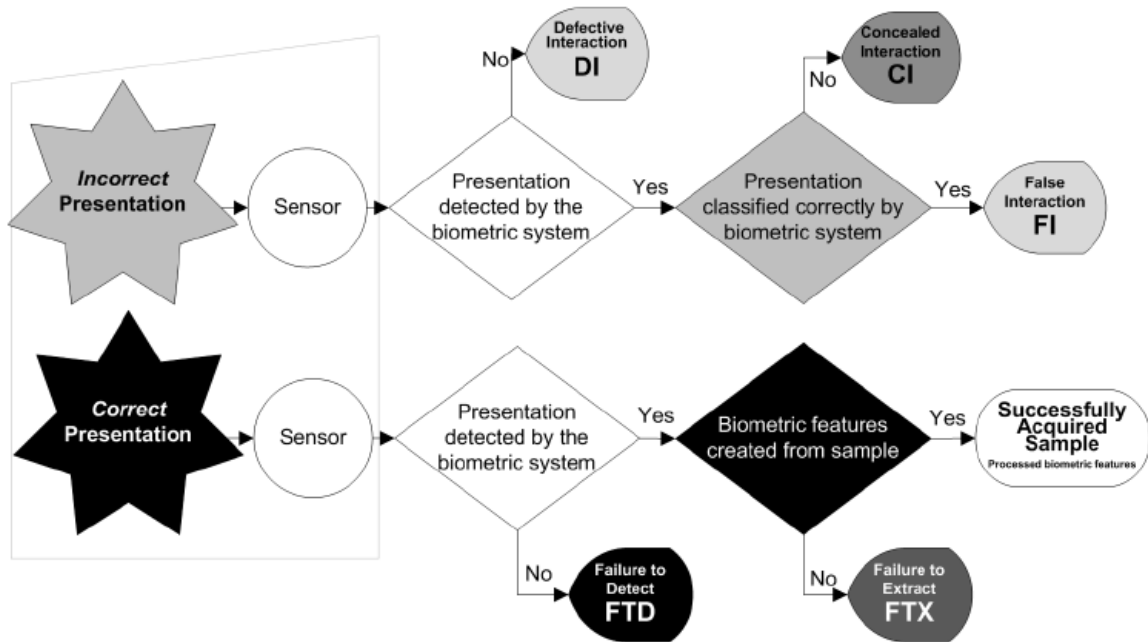 Incorrect
Presentation
Sensor
Presentation
detected by the
biometric system
No
Defective
Interaction
DI
Yes
Presentation
classified correctly by
biometric system
No
Concealed
Interaction
CI
Yes
False
Interaction
FI
Correct
Presentation
Sensor
Presentation
detected by the
biometric system
No
Failure to
Detect
FTD
Yes
Biometric features
created from sample
No
Failure to
Extract
FTX
Yes
Successfully
Acquired
Sample
Processed biometric features